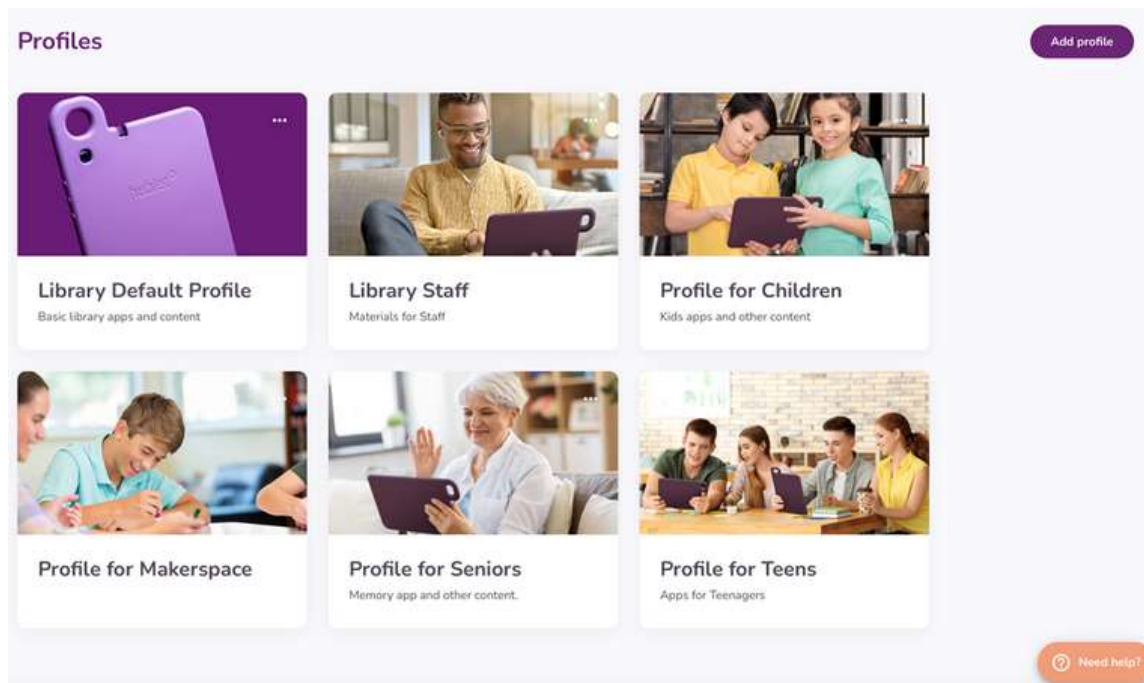 Profiles
Add profile
Library Default Profile
Basic library apps and content
Library Staff
Materials for Staff
Profile for Children
Kids apps and other content
Profile for Makerspace
Profile for Seniors
Memory app and other content.
Profile for Teens
Apps for Teenagers
Need help?